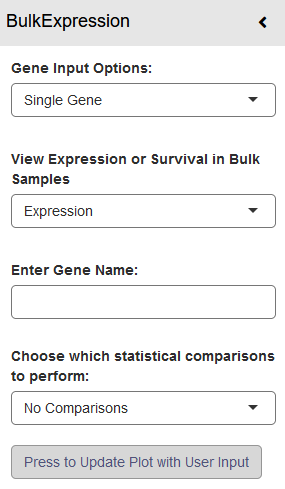 BulkExpression
Gene Input Options:
Single Gene
View Expression or Survival in Bulk
Samples
Expression
Enter Gene Name:
Choose which statistical comparisons
to perform:
No Comparisons
Press to Update Plot with User Input